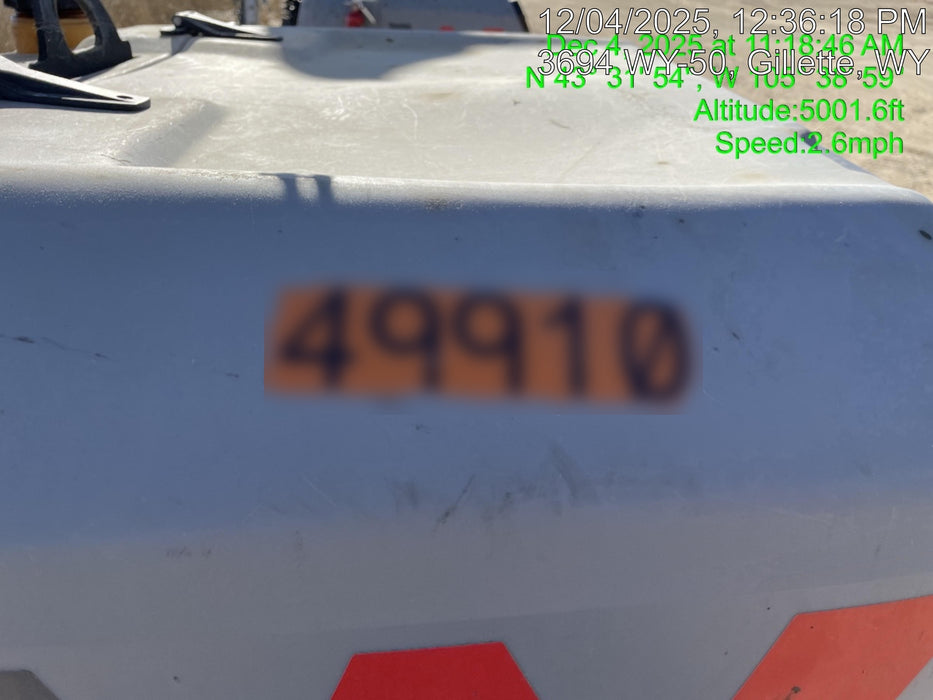 12/04/2025, 12:36:18 PM
Dec 4, 2025 at 11:18:46 AM
3694 WY-50, Gillette, WY
N 43° 31' 54", W 105° 38' 59"
Altitude:5001.6ft
Speed:2.6mph
49910